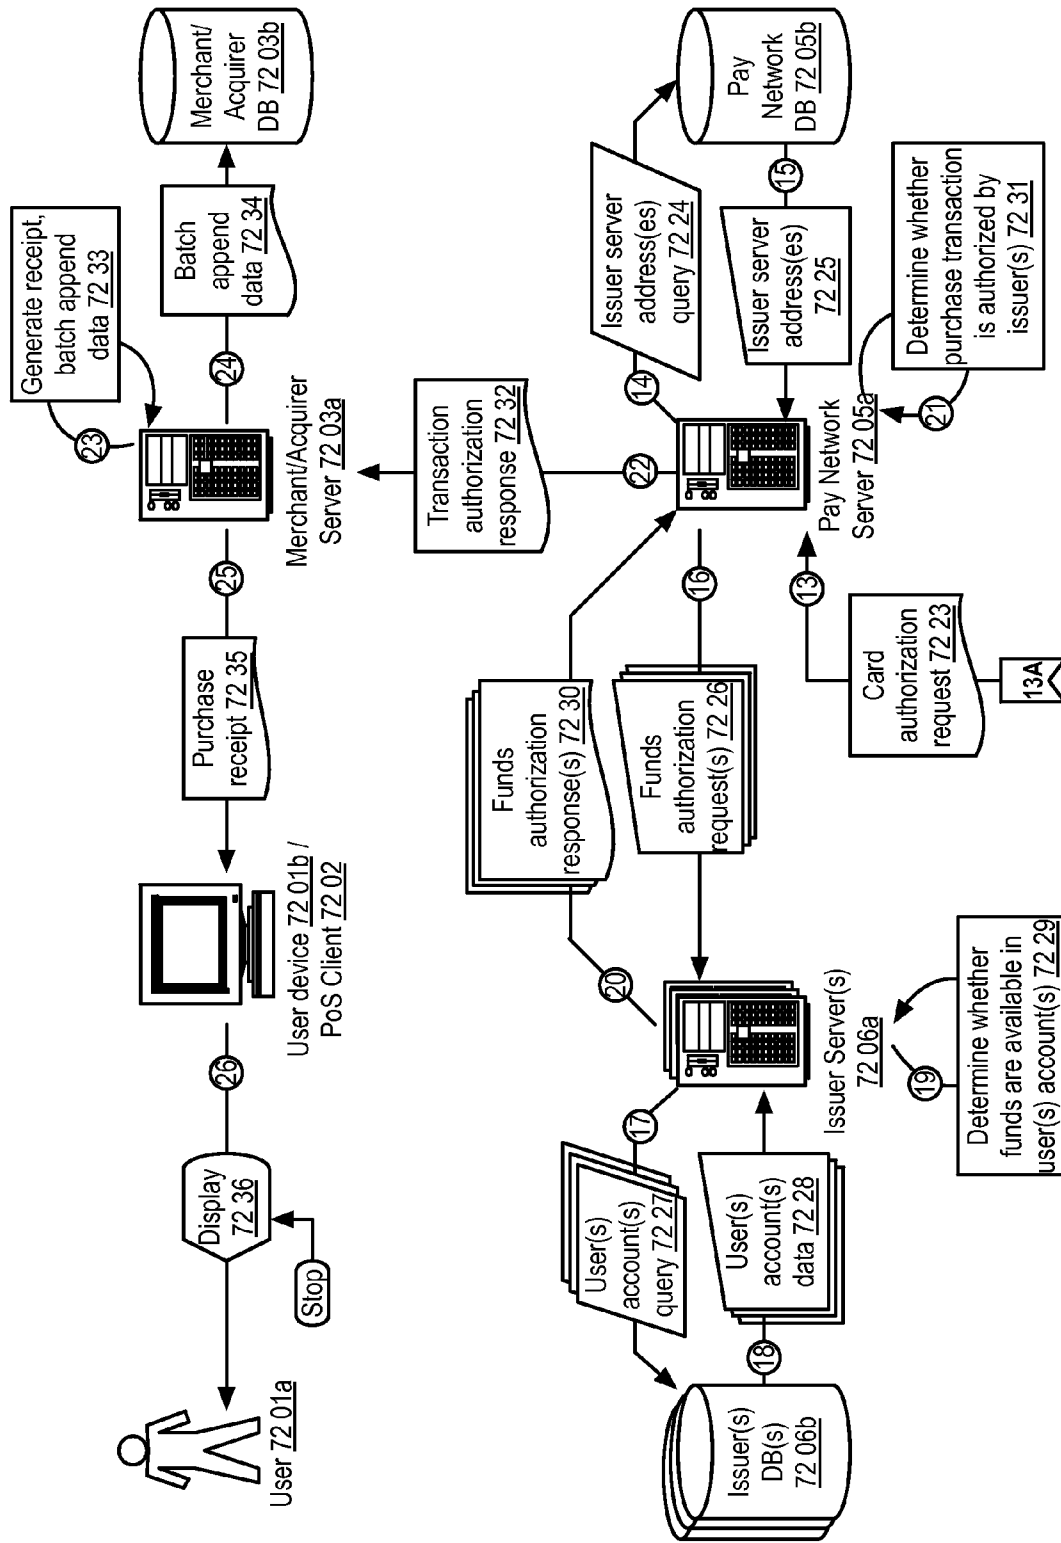 User 72 01a
Display
72 36
Stop
26
User device 72 01b /
PoS Client 72 02
Purchase
receipt 72 35
25
Merchant/Acquirer
Server 72 03a
23
Generate receipt,
batch append
data 72 33
24
Batch
append
data 72 34
Merchant/
Acquirer
DB 72 03b
Transaction
authorization
response 72 32
22
Issuer(s)
DB(s)
72 06b
User(s)
account(s)
query 72 27
17
18
User(s)
account(s)
data 72 28
Issuer Server(s)
72 06a
19
Determine whether
funds are available in
user(s) account(s) 72 29
20
Funds
authorization
response(s) 72 30
Funds
authorization
request(s) 72 26
16
Pay Network
Server 72 05a
13
Card
authorization
request 72 23
13A
14
Issuer server
address(es)
query 72 24
Issuer server
address(es)
72 25
15
Pay
Network
DB 72 05b
21
Determine whether
purchase transaction
is authorized by
issuer(s) 72 31